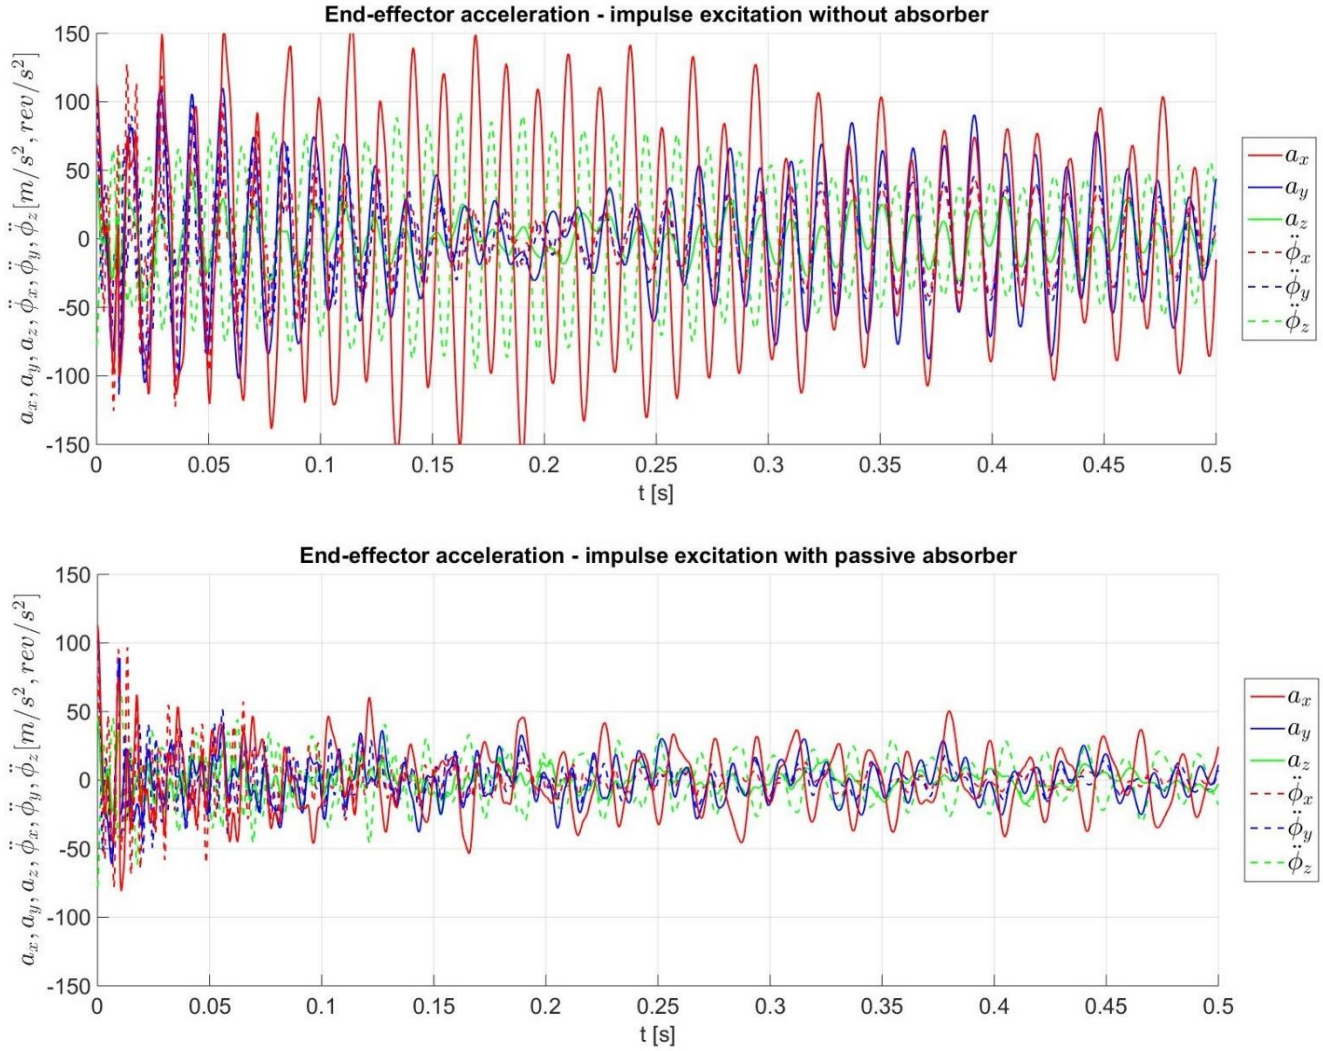 End-effector acceleration - impulse excitation without absorber
a_x, a_y, a_z, φ̈_x, φ̈_y, φ̈_z [m/s², rev/s²]
150
100
50
0
-50
-100
-150
0 0.05 0.1 0.15 0.2 0.25 0.3 0.35 0.4 0.45 0.5
t [s]
a_x
a_y
a_z
φ̈_x
φ̈_y
φ̈_z
End-effector acceleration - impulse excitation with passive absorber
a_x, a_y, a_z, φ̈_x, φ̈_y, φ̈_z [m/s², rev/s²]
150
100
50
0
-50
-100
-150
0 0.05 0.1 0.15 0.2 0.25 0.3 0.35 0.4 0.45 0.5
t [s]
a_x
a_y
a_z
φ̈_x
φ̈_y
φ̈_z